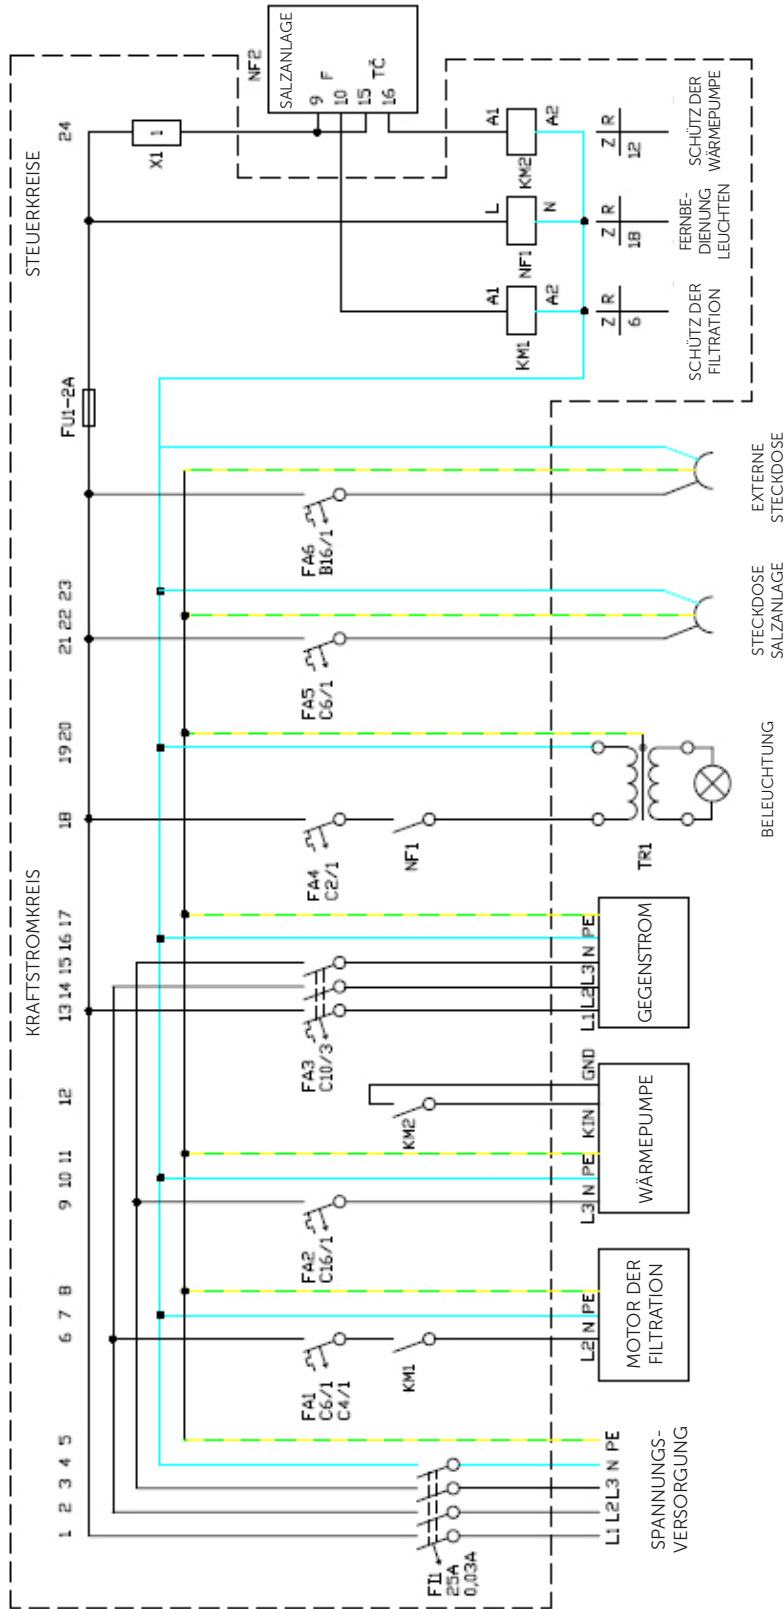 KRAFTSTROMKREIS
STEUERKREISE
1 2 3 4 5
6 7 8
9 10 11
12
13 14 15 16 17
18
19 20
21 22 23
24
FU1-2A
X1
1
NF2
SALZANLAGE
9
F
10
15
TČ
16
FI1
25A
0,03A
FA1
C6/1
C4/1
KM1
FA2
C16/1
KM2
FA3
C10/3
FA4
C2/1
NF1
FA5
C6/1
FA6
B16/1
KM1
A1
A2
NF1
L
N
KM2
A1
A2
Z R
6
Z R
18
Z R
12
SCHÜTZ DER
FILTRATION
FERNBE-
DIENUNG
LEUCHTEN
SCHÜTZ DER
WÄRMEPUMPE
L1 L2 L3 N PE
SPANNUNGS-
VERSORGUNG
L2 N PE
MOTOR DER
FILTRATION
L3 N PE KIN GND
WÄRMEPUMPE
L1 L2 L3 N PE
GEGENSTROM
TR1
BELEUCHTUNG
STECKDOSE
SALZANLAGE
EXTERNE
STECKDOSE